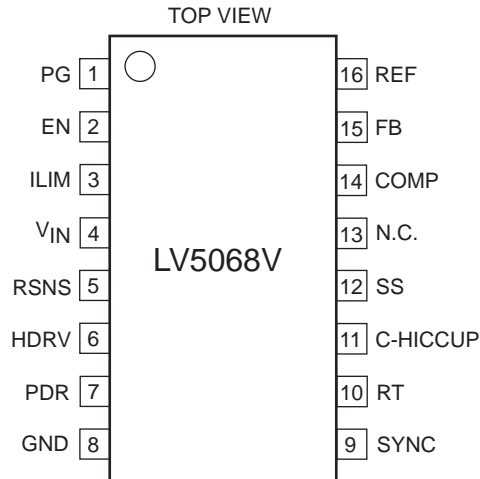 TOP VIEW
PG 1
EN 2
ILIM 3
VIN 4
RSNS 5
HDRV 6
PDR 7
GND 8
LV5068V
16 REF
15 FB
14 COMP
13 N.C.
12 SS
11 C-HICCUP
10 RT
9 SYNC